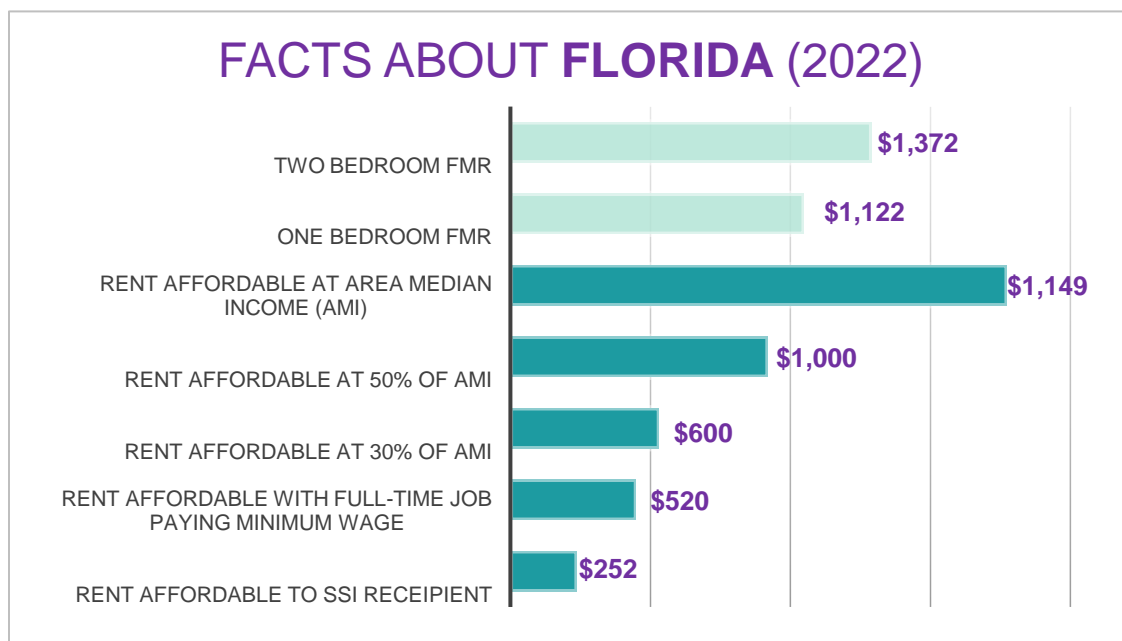 FACTS ABOUT FLORIDA (2022)
TWO BEDROOM FMR
$1,372
ONE BEDROOM FMR
$1,122
RENT AFFORDABLE AT AREA MEDIAN
INCOME (AMI)
$1,149
RENT AFFORDABLE AT 50% OF AMI
$1,000
RENT AFFORDABLE AT 30% OF AMI
$600
RENT AFFORDABLE WITH FULL-TIME JOB
PAYING MINIMUM WAGE
$520
RENT AFFORDABLE TO SSI RECEIPIENT
$252